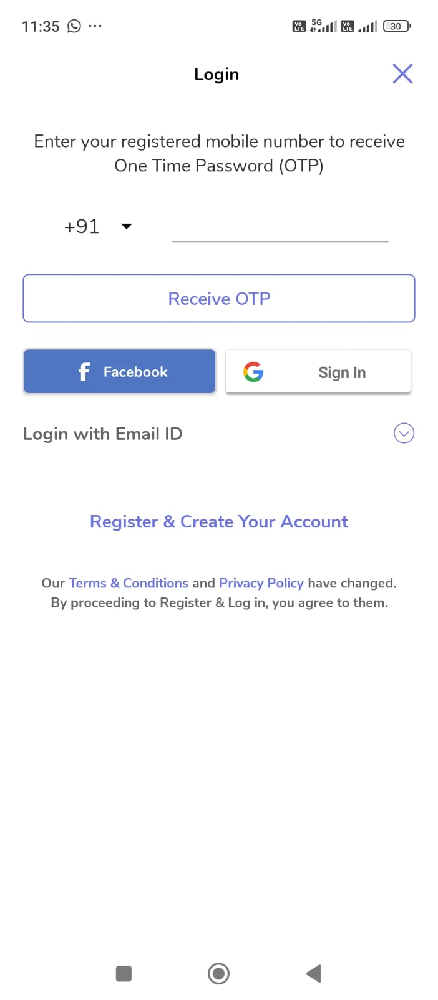 11:35 ...
Vo LTE 5G Vo LTE 30
Login
Enter your registered mobile number to receive
One Time Password (OTP)
+91
Receive OTP
f Facebook
G Sign In
Login with Email ID
Register & Create Your Account
Our Terms & Conditions and Privacy Policy have changed.
By proceeding to Register & Log in, you agree to them.